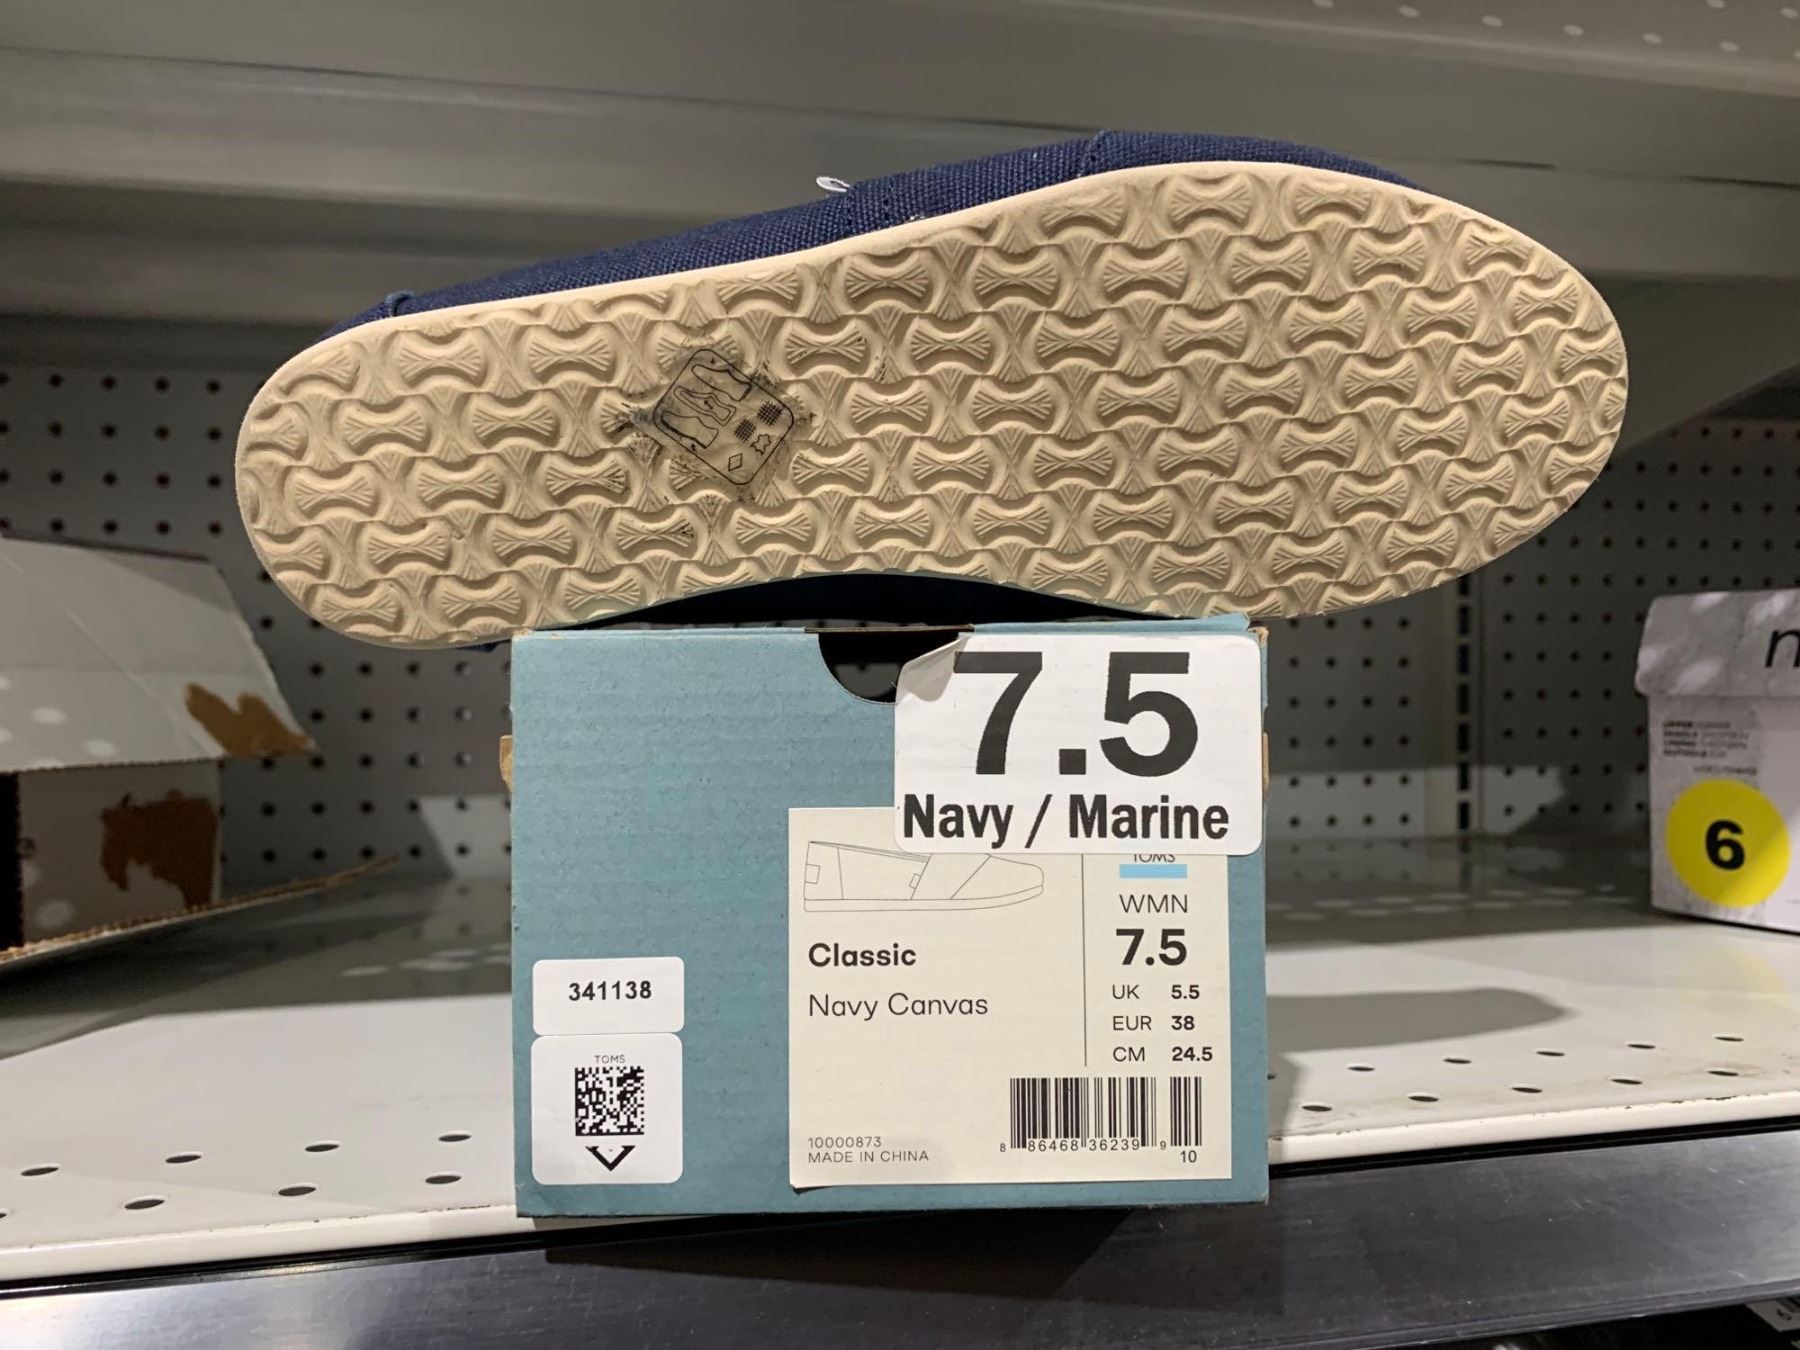 7.5
Navy / Marine
TOMS
WMN
7.5
UK 5.5
EUR 38
CM 24.5
Classic
Navy Canvas
341138
TOMS
10000873
MADE IN CHINA
8 86468 36239 9
10
6